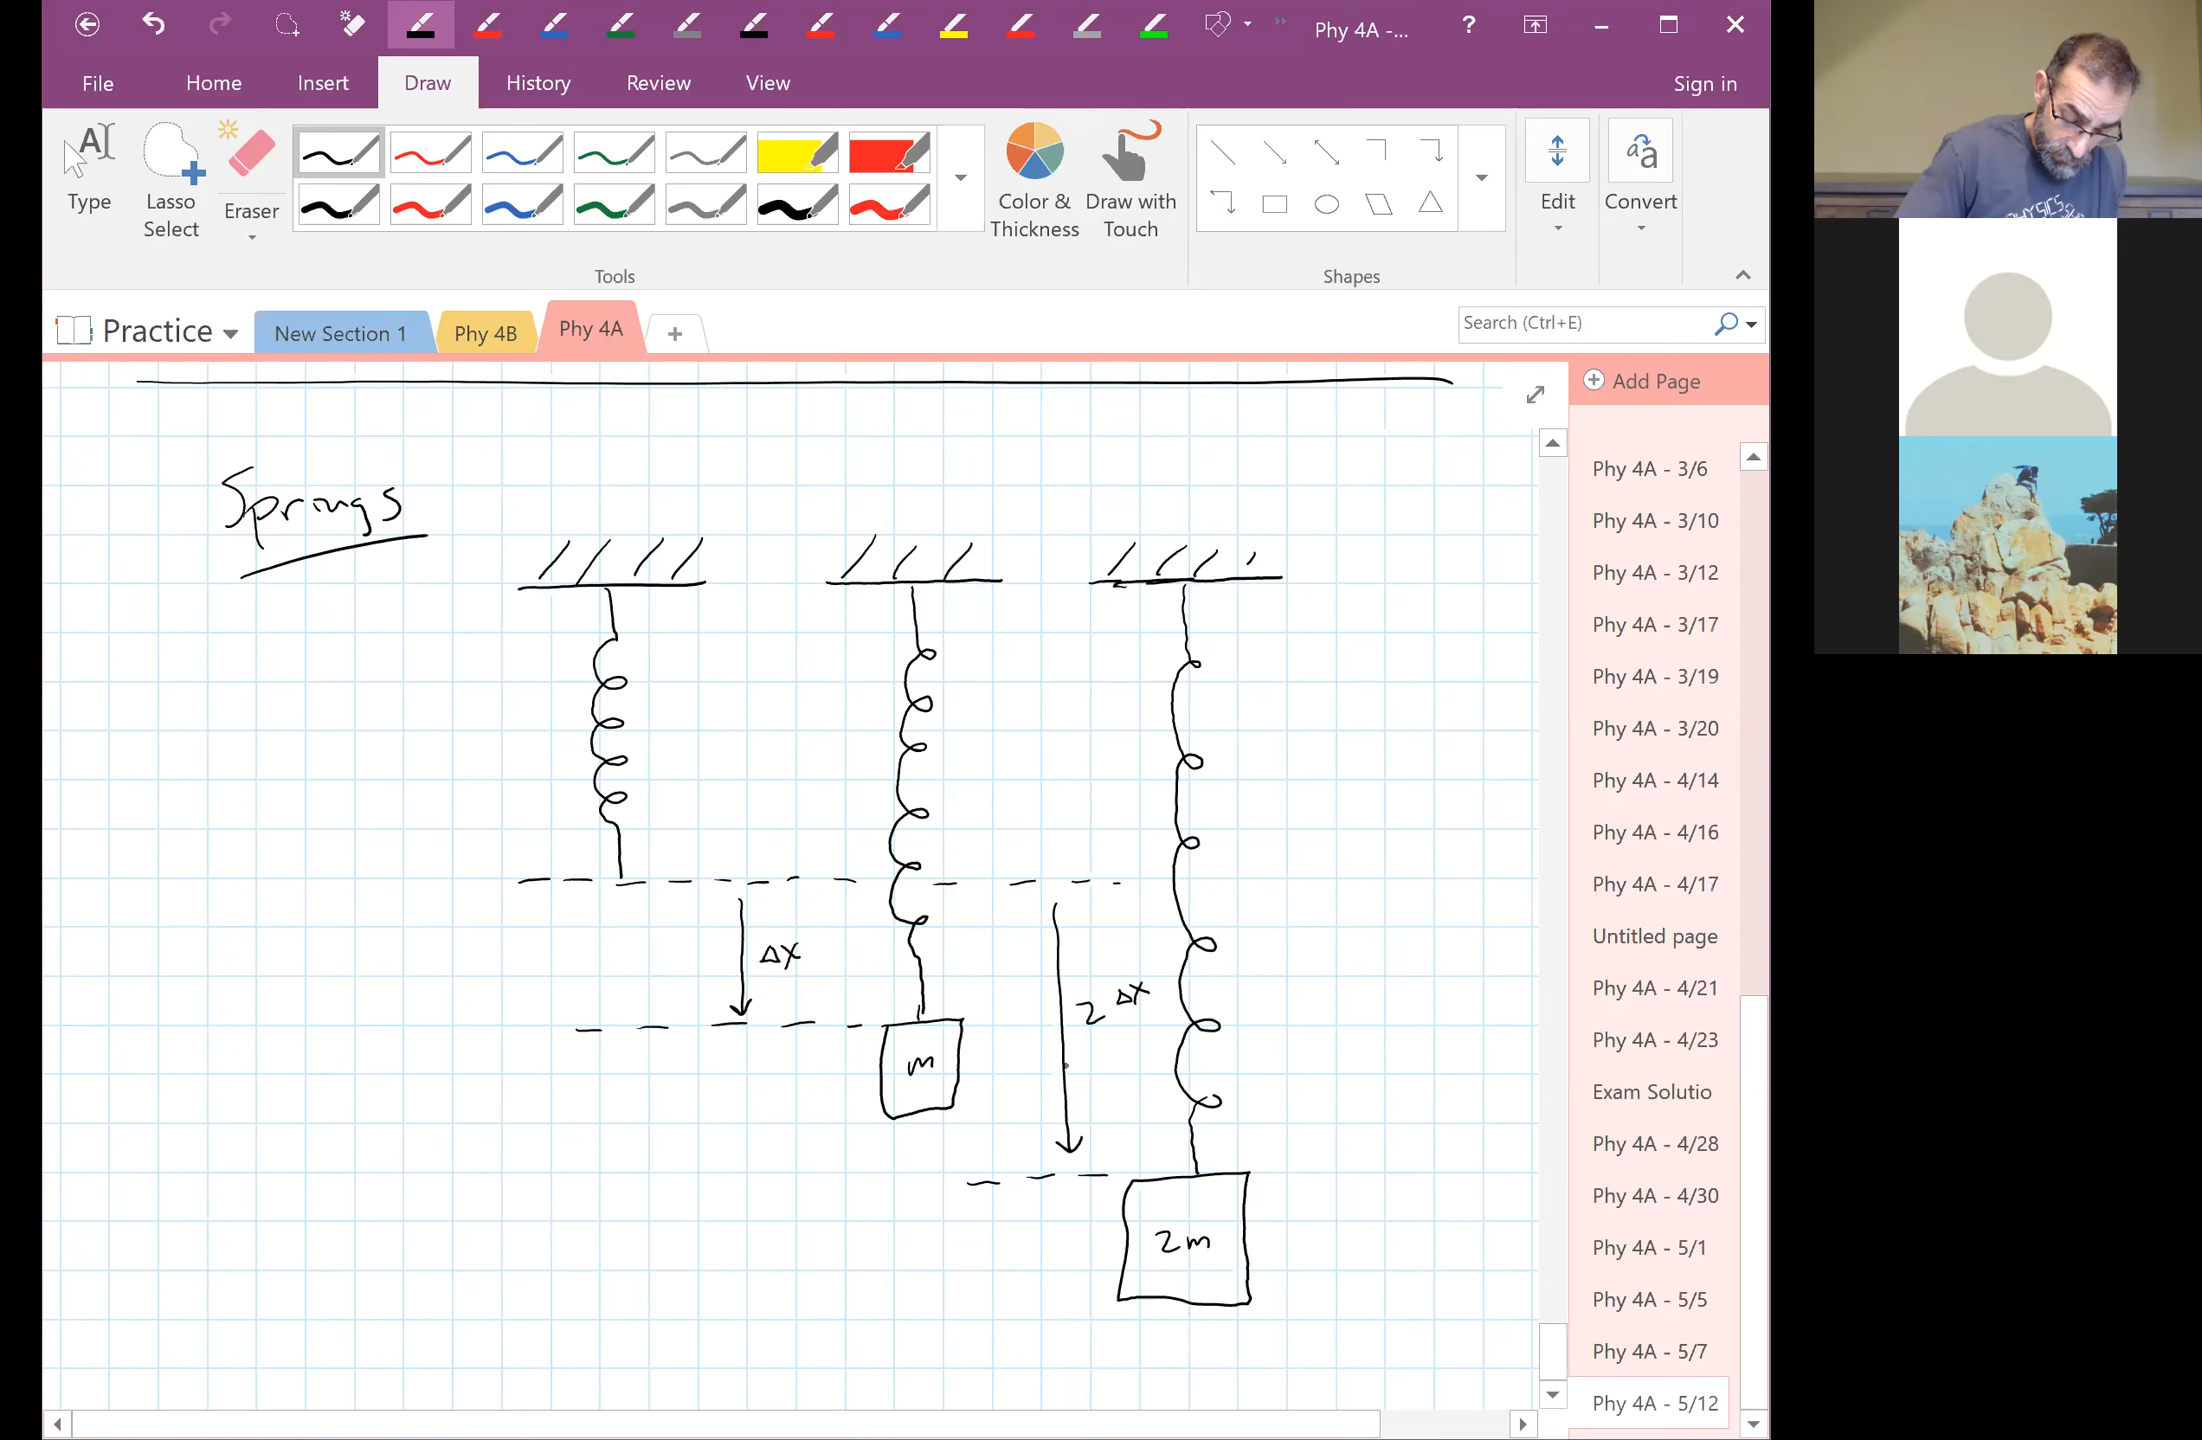 Phy 4A -...
?
File Home Insert Draw History Review View Sign in
Type
Lasso Select
Eraser
Color & Thickness
Draw with Touch
Edit
Convert
Tools
Shapes
Practice
New Section 1
Phy 4B
Phy 4A
Search (Ctrl+E)
Add Page
Phy 4A - 3/6
Phy 4A - 3/10
Phy 4A - 3/12
Phy 4A - 3/17
Phy 4A - 3/19
Phy 4A - 3/20
Phy 4A - 4/14
Phy 4A - 4/16
Phy 4A - 4/17
Untitled page
Phy 4A - 4/21
Phy 4A - 4/23
Exam Solutio
Phy 4A - 4/28
Phy 4A - 4/30
Phy 4A - 5/1
Phy 4A - 5/5
Phy 4A - 5/7
Phy 4A - 5/12
Springs
Δx
2 Δx
m
2m
PHYSICS